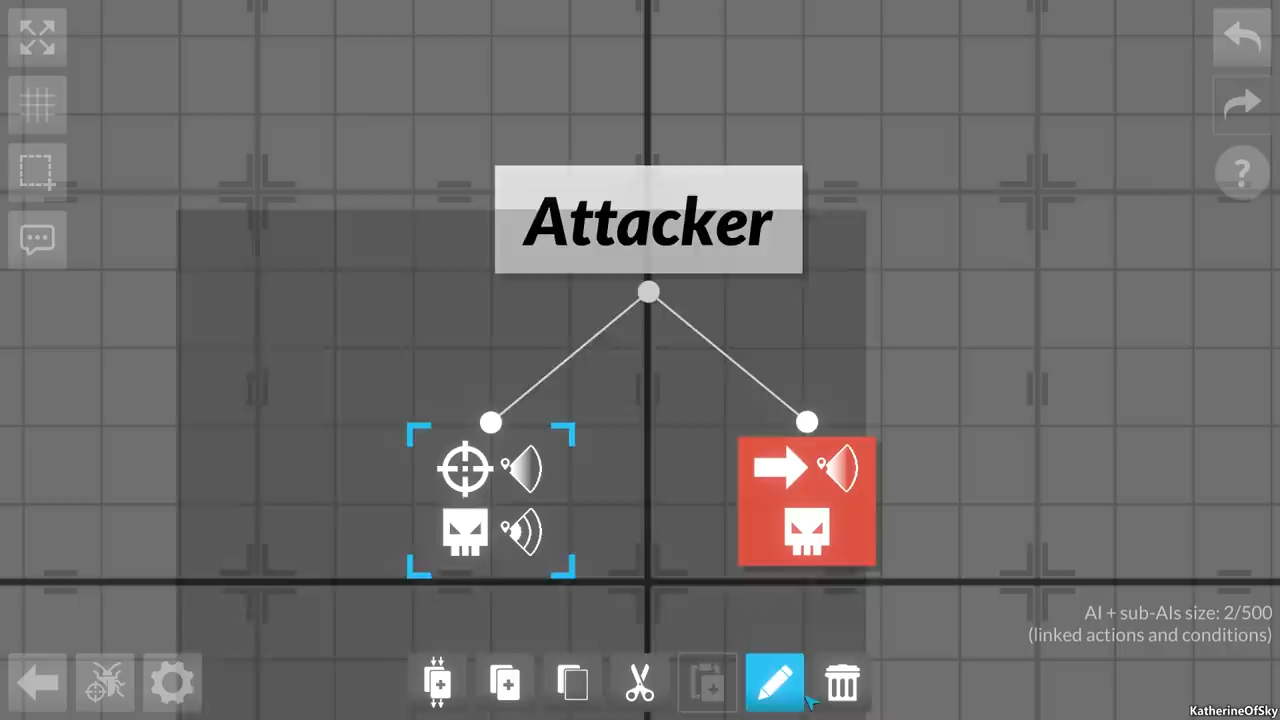 Attacker
?
AI + sub-AIs size: 2/500
(linked actions and conditions)
KatherineOfSky